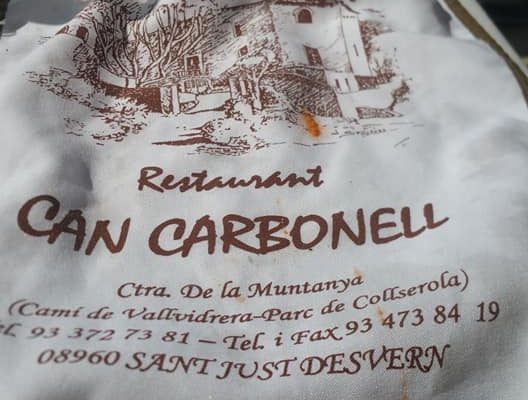 Restaurant
CAN CARBONELL
Ctra. De la Muntanya
(Camí de Vallvidrera-Parc de Collserola)
el. 93 372 73 81 – Tel. i Fax 93 473 84 19
08960 SANT JUST DESVERN